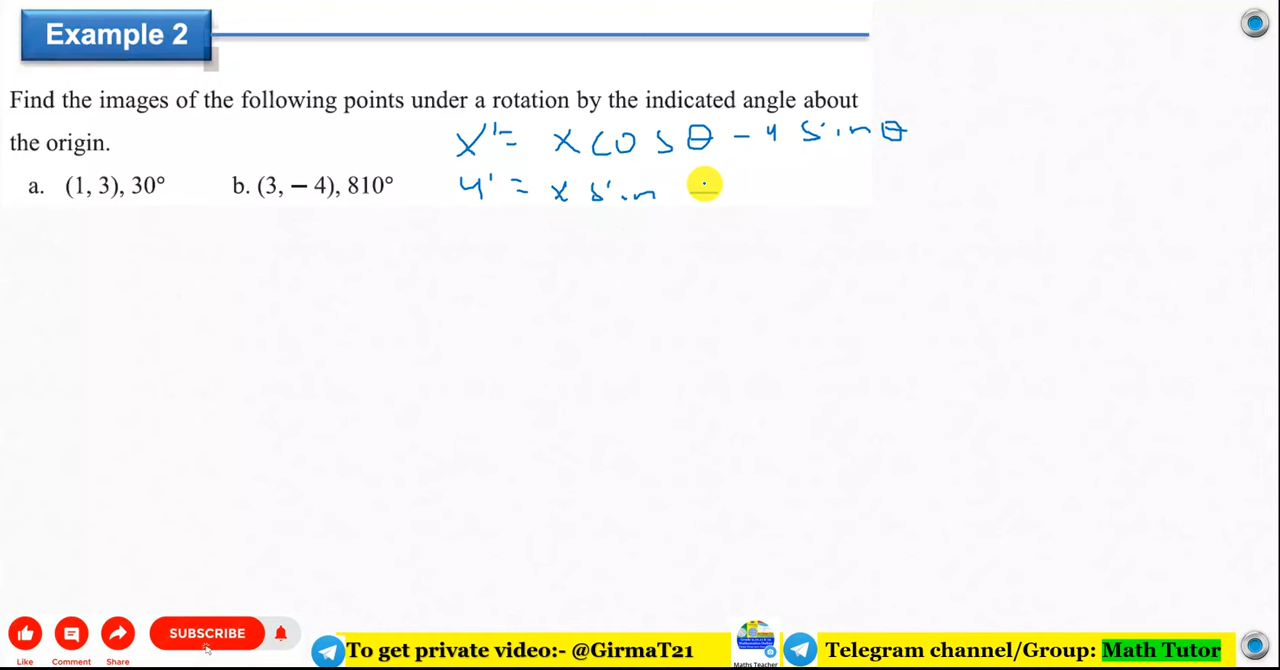 Example 2
Find the images of the following points under a rotation by the indicated angle about
the origin.
x' = x cos θ - y sin θ
a. (1, 3), 30° b. (3, – 4), 810°
y' = x sin
SUBSCRIBE
Like Comment Share
To get private video:- @GirmaT21
Maths Teacher
Telegram channel/Group: Math Tutor